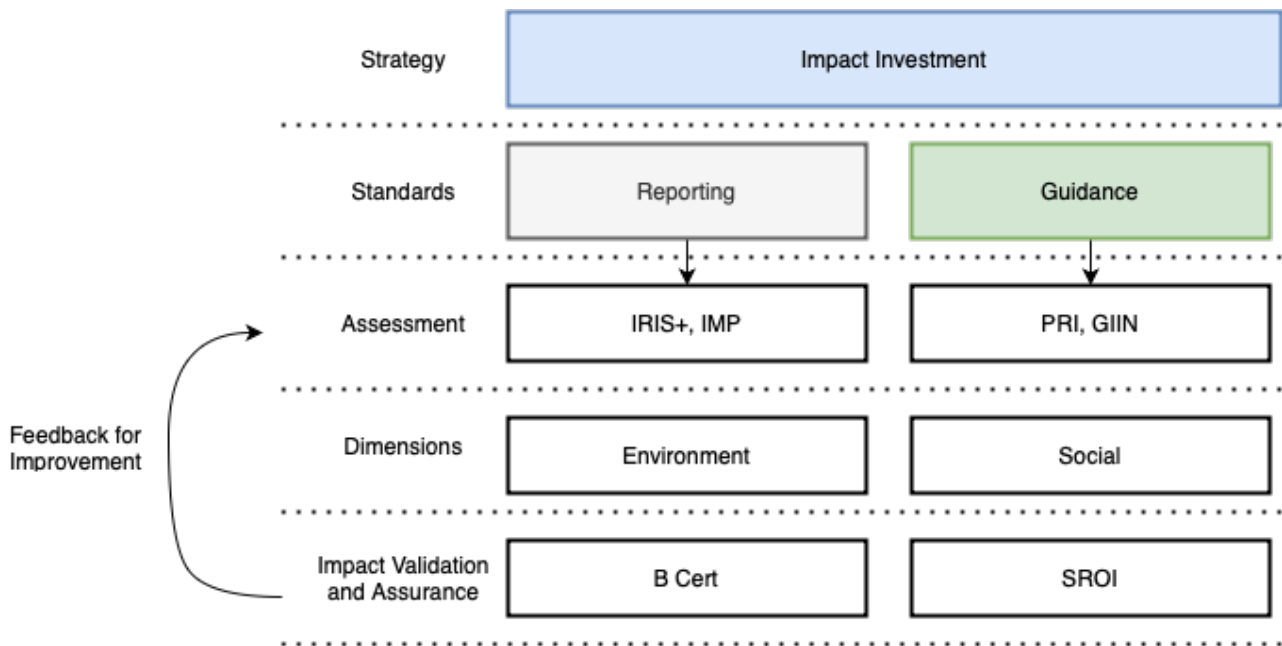 Strategy
Impact Investment
Standards
Reporting
Guidance
Assessment
IRIS+, IMP
PRI, GIIN
Feedback for
Improvement
Dimensions
Environment
Social
Impact Validation
and Assurance
B Cert
SROI